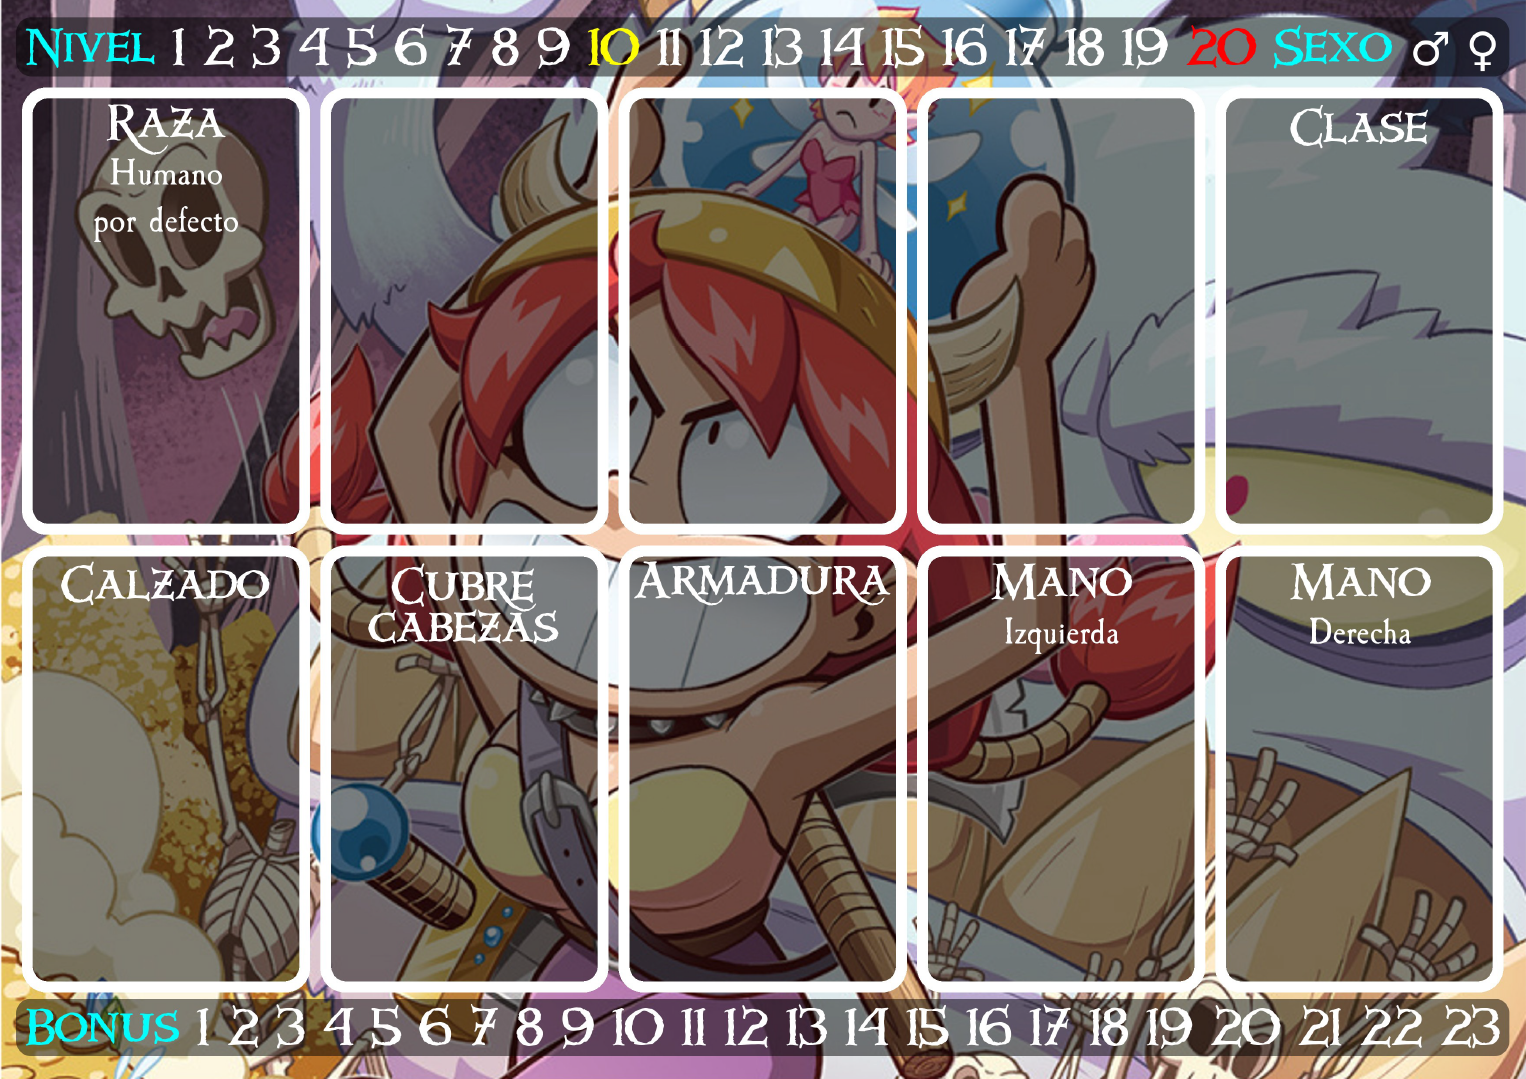 NIVEL 1 2 3 4 5 6 7 8 9 10 11 12 13 14 15 16 17 18 19 20 SEXO ♂ ♀
RAZA
Humano
por defecto
CLASE
CALZADO
CUBRE
CABEZAS
ARMADURA
MANO
Izquierda
MANO
Derecha
BONUS 1 2 3 4 5 6 7 8 9 10 11 12 13 14 15 16 17 18 19 20 21 22 23